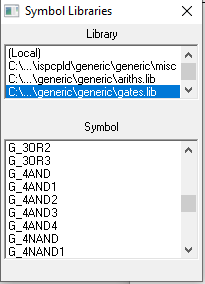 Symbol Libraries
Library
(Local)
C:\...\ispcpld\generic\generic\misc
C:\...\generic\generic\ariths.lib
C:\...\generic\generic\gates.lib
Symbol
G_3OR2
G_3OR3
G_4AND
G_4AND1
G_4AND2
G_4AND3
G_4AND4
G_4NAND
G_4NAND1